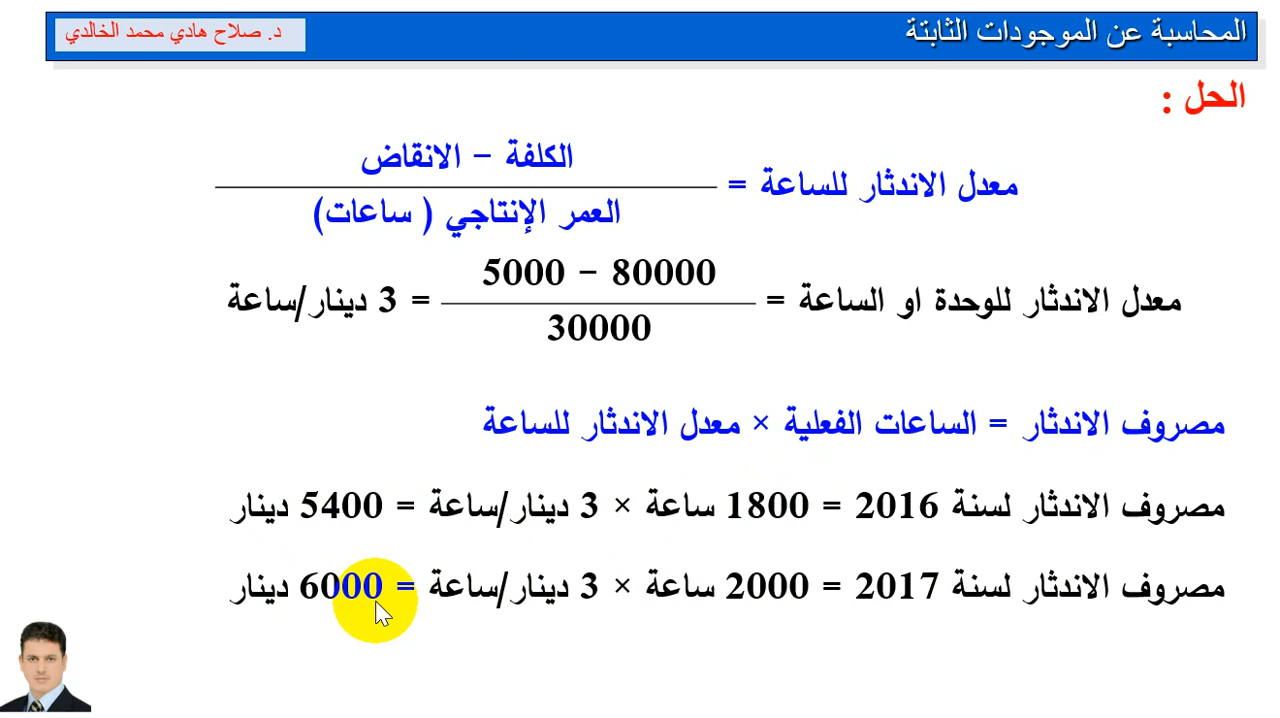 المحاسبة عن الموجودات الثابتة
د. صلاح هادي محمد الخالدي
الحل :
معدل الاندثار للساعة = الكلفة – الانقاض
العمر الإنتاجي ( ساعات)
معدل الاندثار للوحدة او الساعة = 80000 – 5000 = 3 دينار/ساعة
30000
مصروف الاندثار = الساعات الفعلية × معدل الاندثار للساعة
مصروف الاندثار لسنة 2016 = 1800 ساعة × 3 دينار/ساعة = 5400 دينار
مصروف الاندثار لسنة 2017 = 2000 ساعة × 3 دينار/ساعة = 6000 دينار